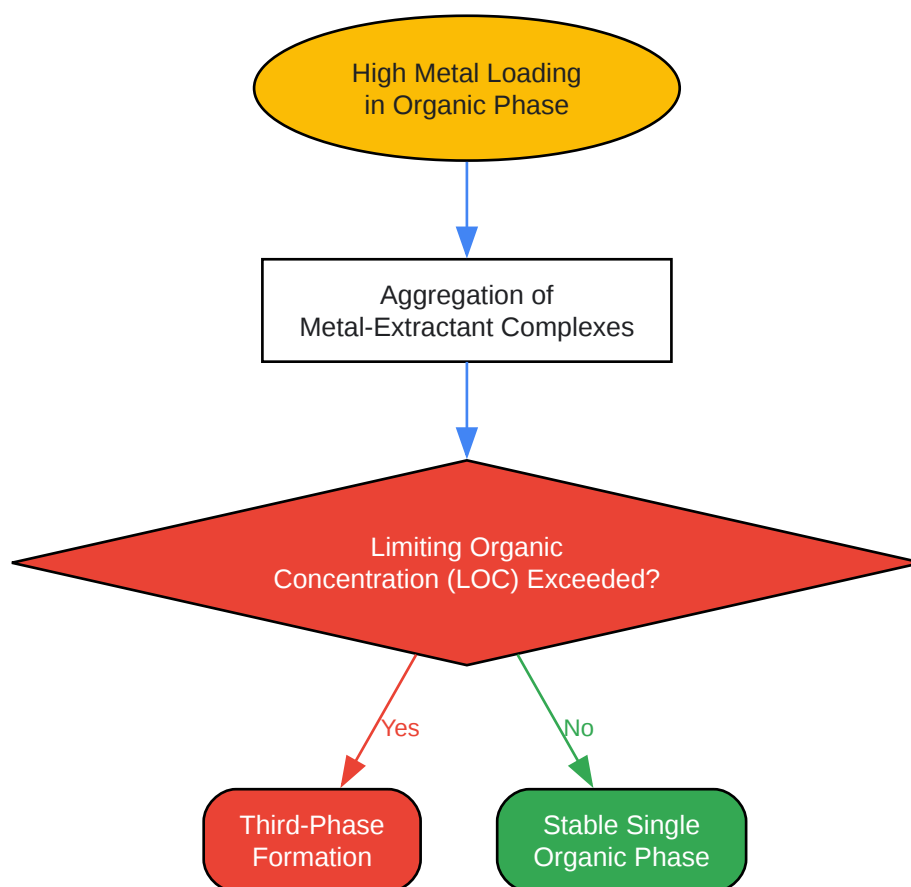 High Metal Loading
in Organic Phase
Aggregation of
Metal-Extractant Complexes
Limiting Organic
Concentration (LOC) Exceeded?
Yes
No
Third-Phase
Formation
Stable Single
Organic Phase